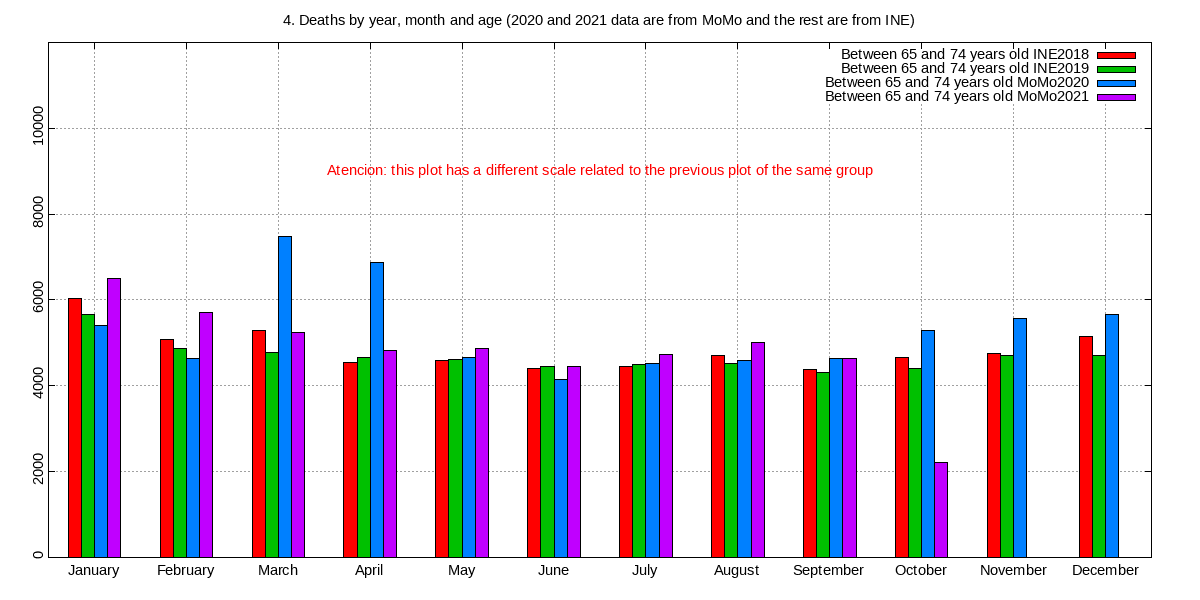 4. Deaths by year, month and age (2020 and 2021 data are from MoMo and the rest are from INE)
Between 65 and 74 years old INE2018
Between 65 and 74 years old INE2019
Between 65 and 74 years old MoMo2020
Between 65 and 74 years old MoMo2021
10000
Atencion: this plot has a different scale related to the previous plot of the same group
8000
6000
4000
2000
0
January February March April May June July August September October November December